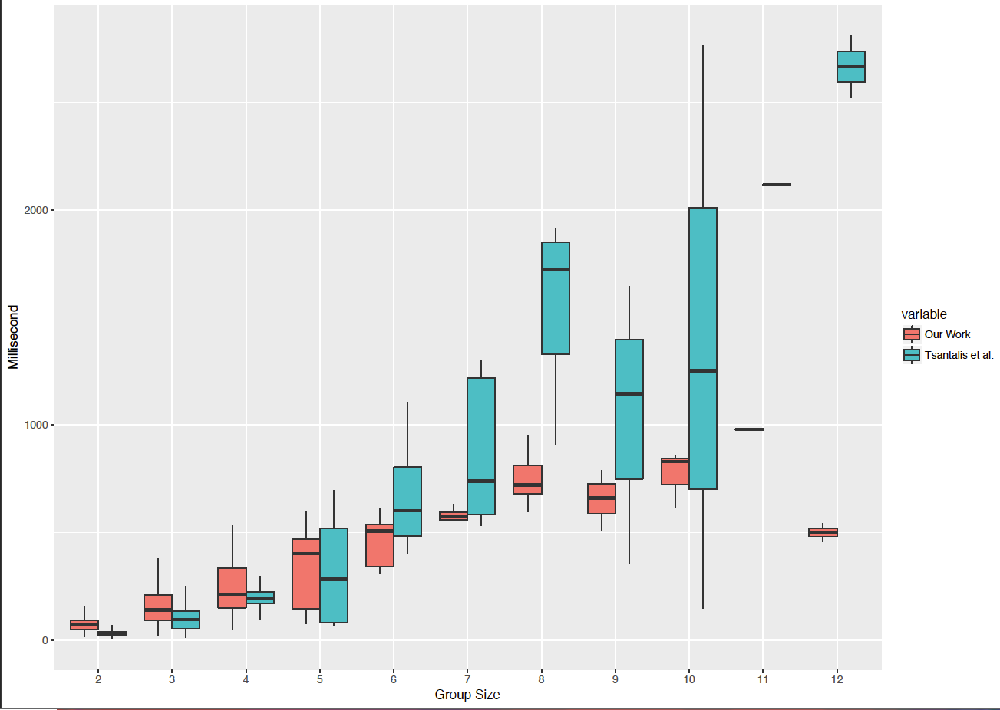 2000
1000
0
Millisecond
2 3 4 5 6 7 8 9 10 11 12
Group Size
variable
Our Work
Tsantalis et al.